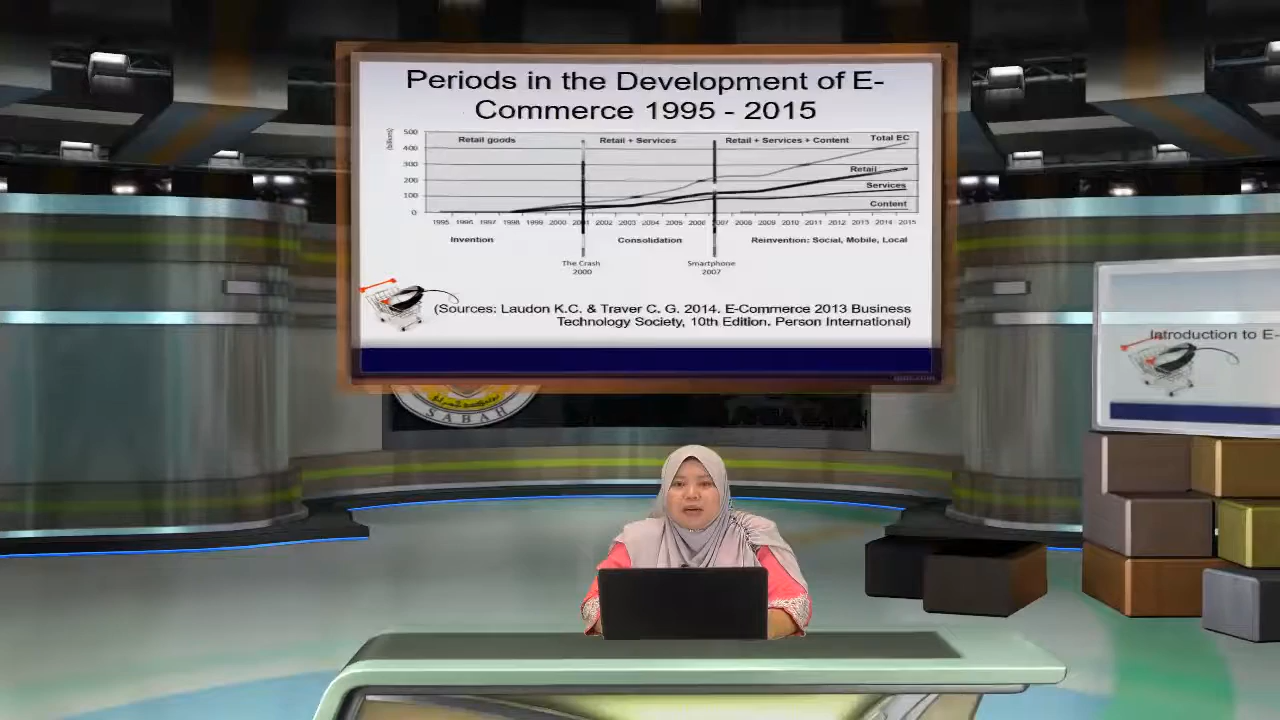 Periods in the Development of E-
Commerce 1995 - 2015
(billions)
500
400
300
200
100
0
Retail goods
Retail + Services
Retail + Services + Content
Total EC
Retail
Services
Content
1995 1996 1997 1998 1999 2000 2001 2002 2003 2004 2005 2006 2007 2008 2009 2010 2011 2012 2013 2014 2015
Invention
Consolidation
Reinvention: Social, Mobile, Local
The Crash
2000
Smartphone
2007
(Sources: Laudon K.C. & Traver C. G. 2014. E-Commerce 2013 Business
Technology Society, 10th Edition. Person International)
Introduction to E-
SABAH